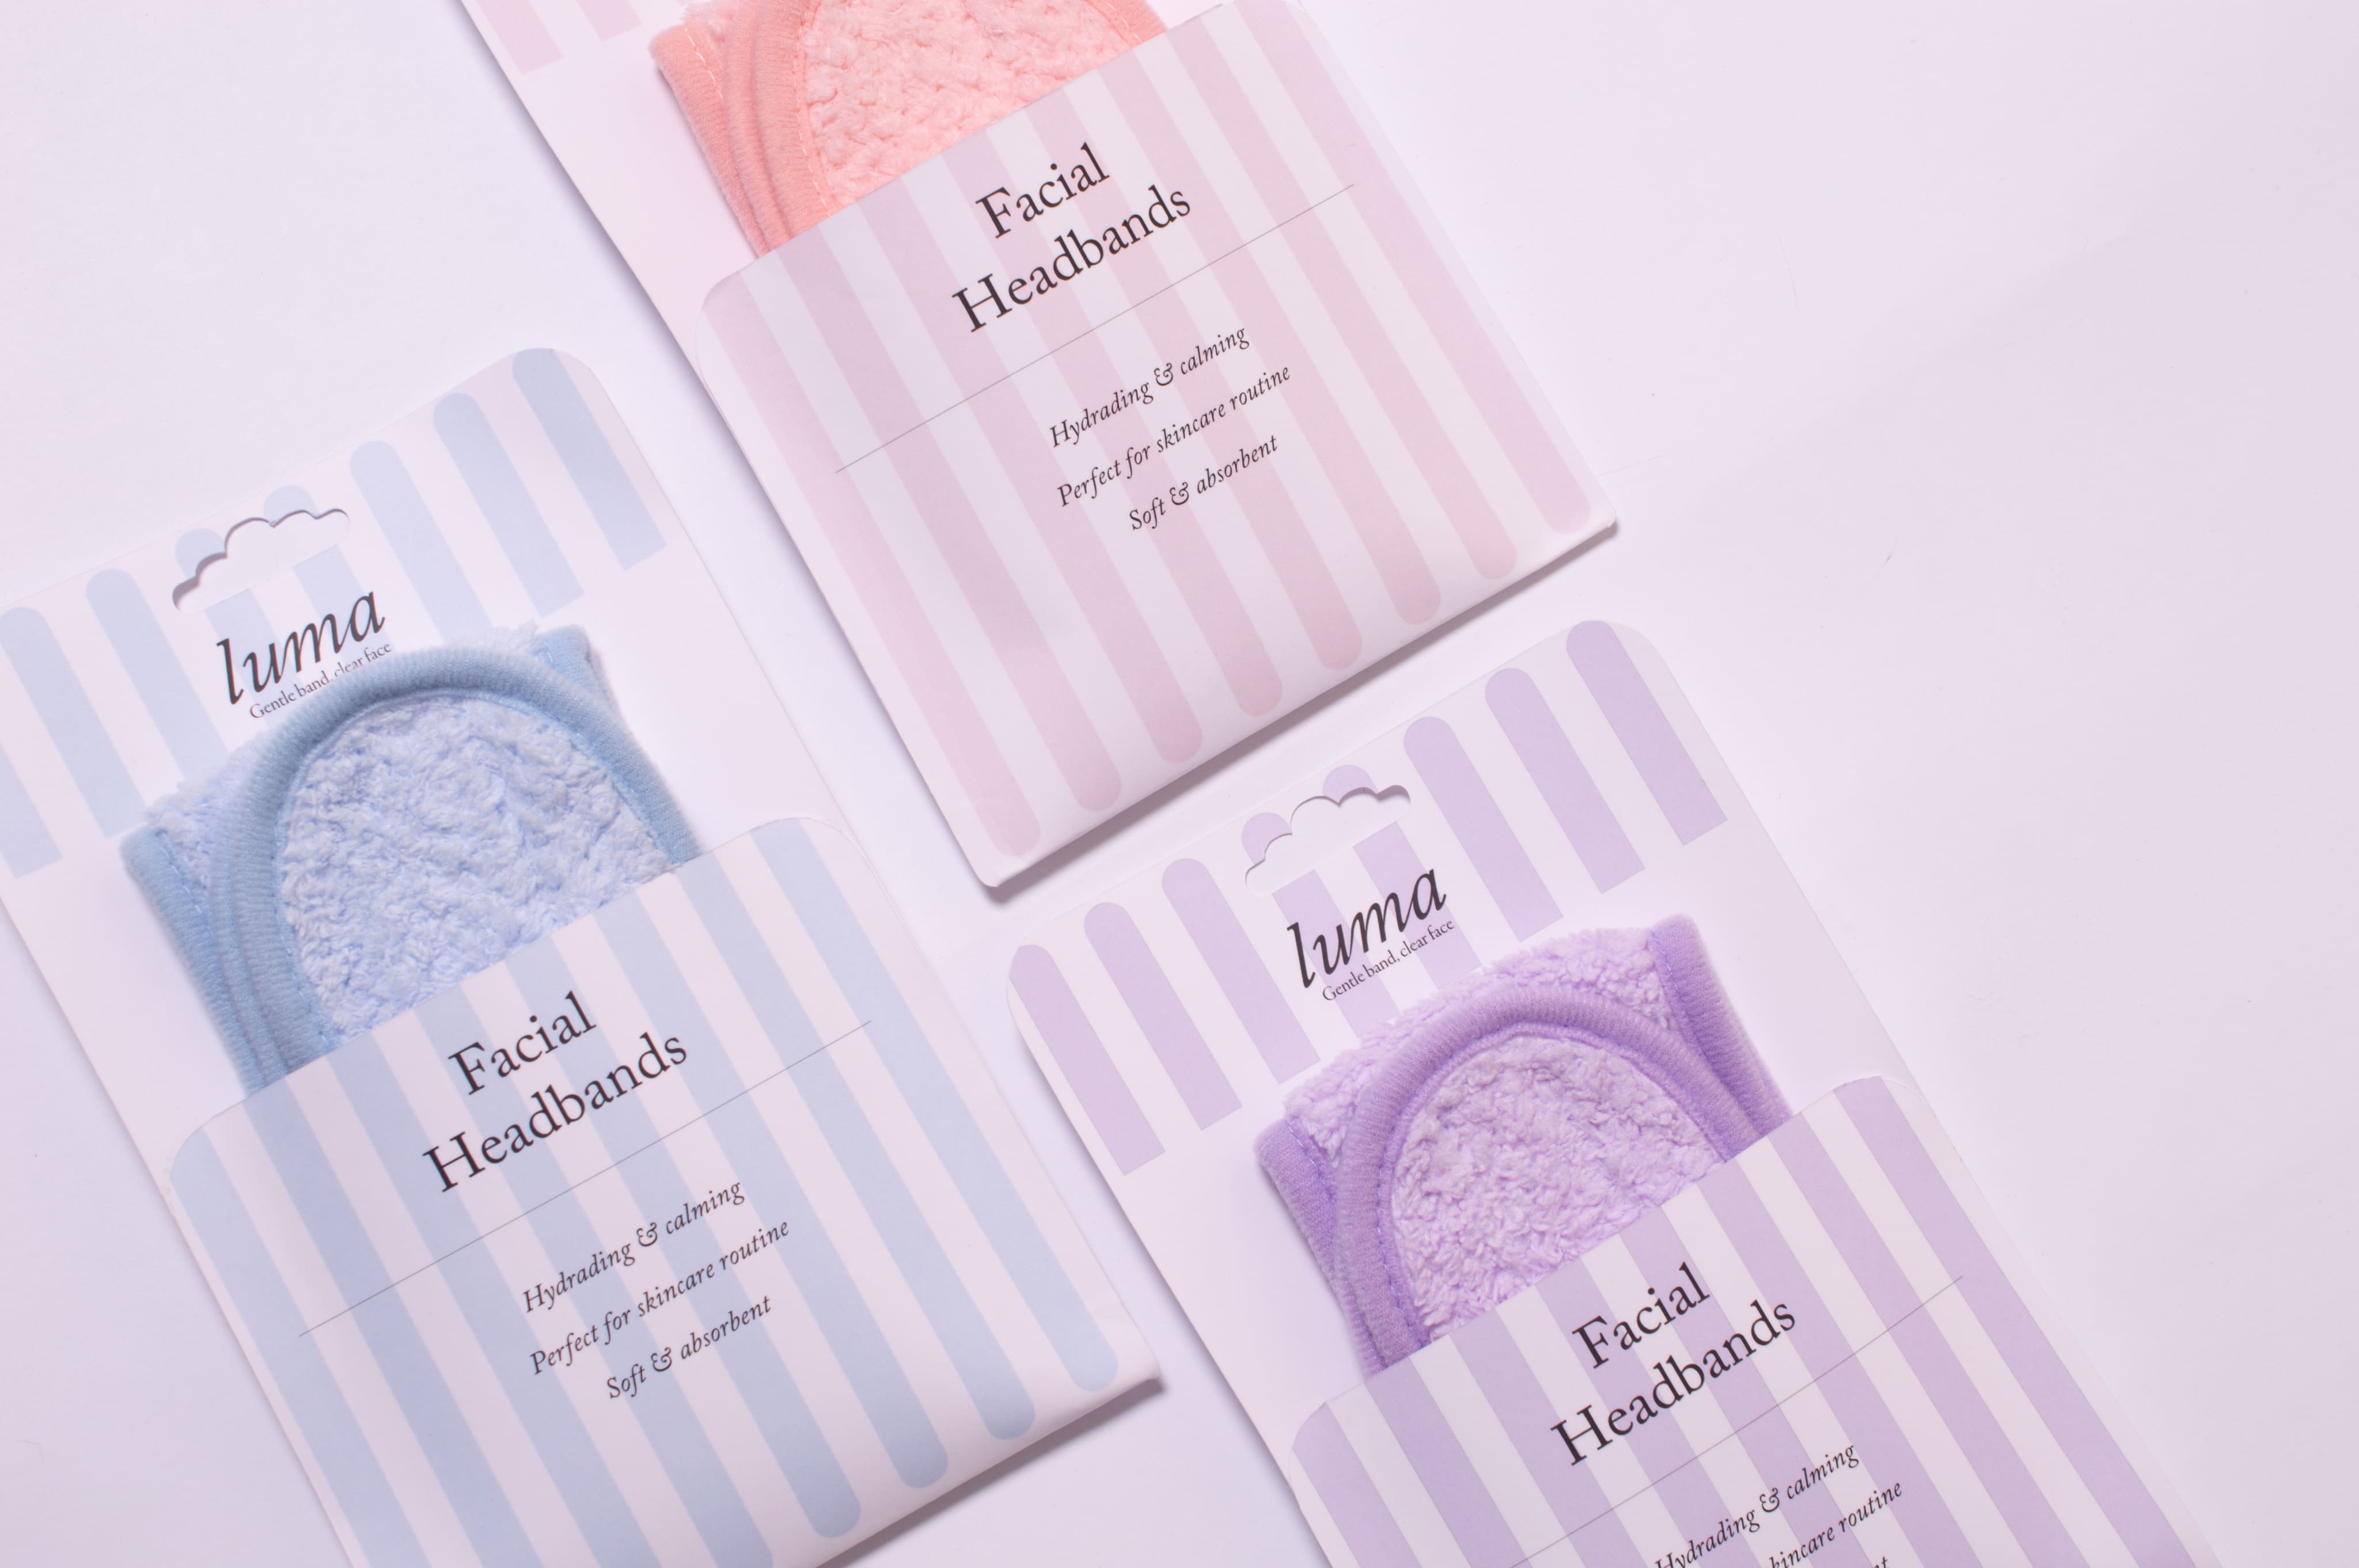 Facial
Headbands
Hydrading & calming
Perfect for skincare routine
Soft & absorbent
luma
Gentle band, clear face
Facial
Headbands
Hydrading & calming
Perfect for skincare routine
Soft & absorbent
luma
Gentle band, clear face
Facial
Headbands
Hydrading & calming
routine